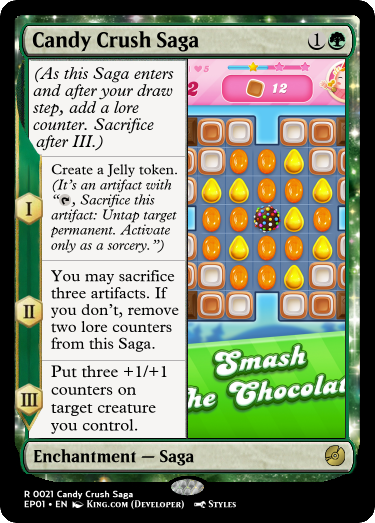 Candy Crush Saga 1
(As this Saga enters
and after your draw
step, add a lore
counter. Sacrifice
after III.)
I
Create a Jelly token.
(It's an artifact with
“, Sacrifice this
artifact: Untap target
permanent. Activate
only as a sorcery.”)
II
You may sacrifice
three artifacts. If
you don't, remove
two lore counters
from this Saga.
III
Put three +1/+1
counters on
target creature
you control.
5
2
12
Smash
he Chocolat
Enchantment — Saga
R 0021 Candy Crush Saga
EP01 • EN King.com (Developer) Styles